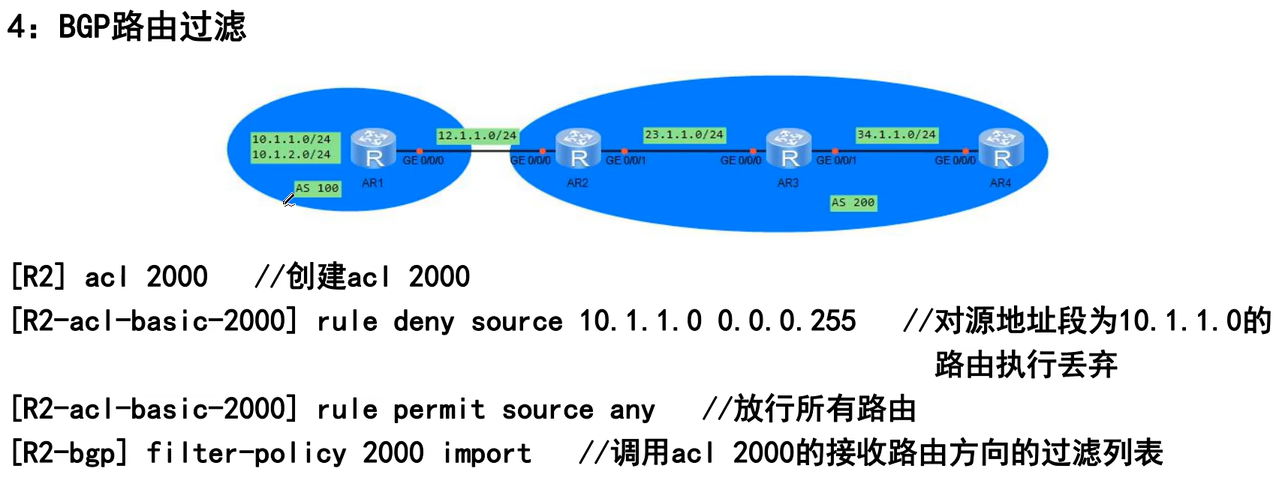 4：BGP路由过滤
10.1.1.0/24
10.1.2.0/24
AS 100
R
AR1
GE 0/0/0
12.1.1.0/24
GE 0/0/0
R
AR2
GE 0/0/1
23.1.1.0/24
GE 0/0/0
R
AR3
GE 0/0/1
34.1.1.0/24
GE 0/0/0
R
AR4
AS 200
[R2] acl 2000 //创建acl 2000
[R2-acl-basic-2000] rule deny source 10.1.1.0 0.0.0.255 //对源地址段为10.1.1.0的
路由执行丢弃
[R2-acl-basic-2000] rule permit source any //放行所有路由
[R2-bgp] filter-policy 2000 import //调用acl 2000的接收路由方向的过滤列表